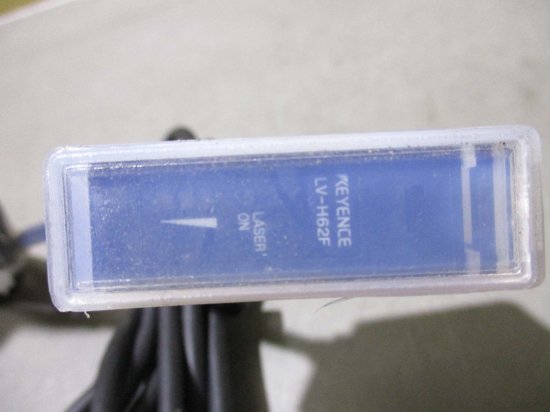 KEYENCE
LV-H62F
LASER
ON